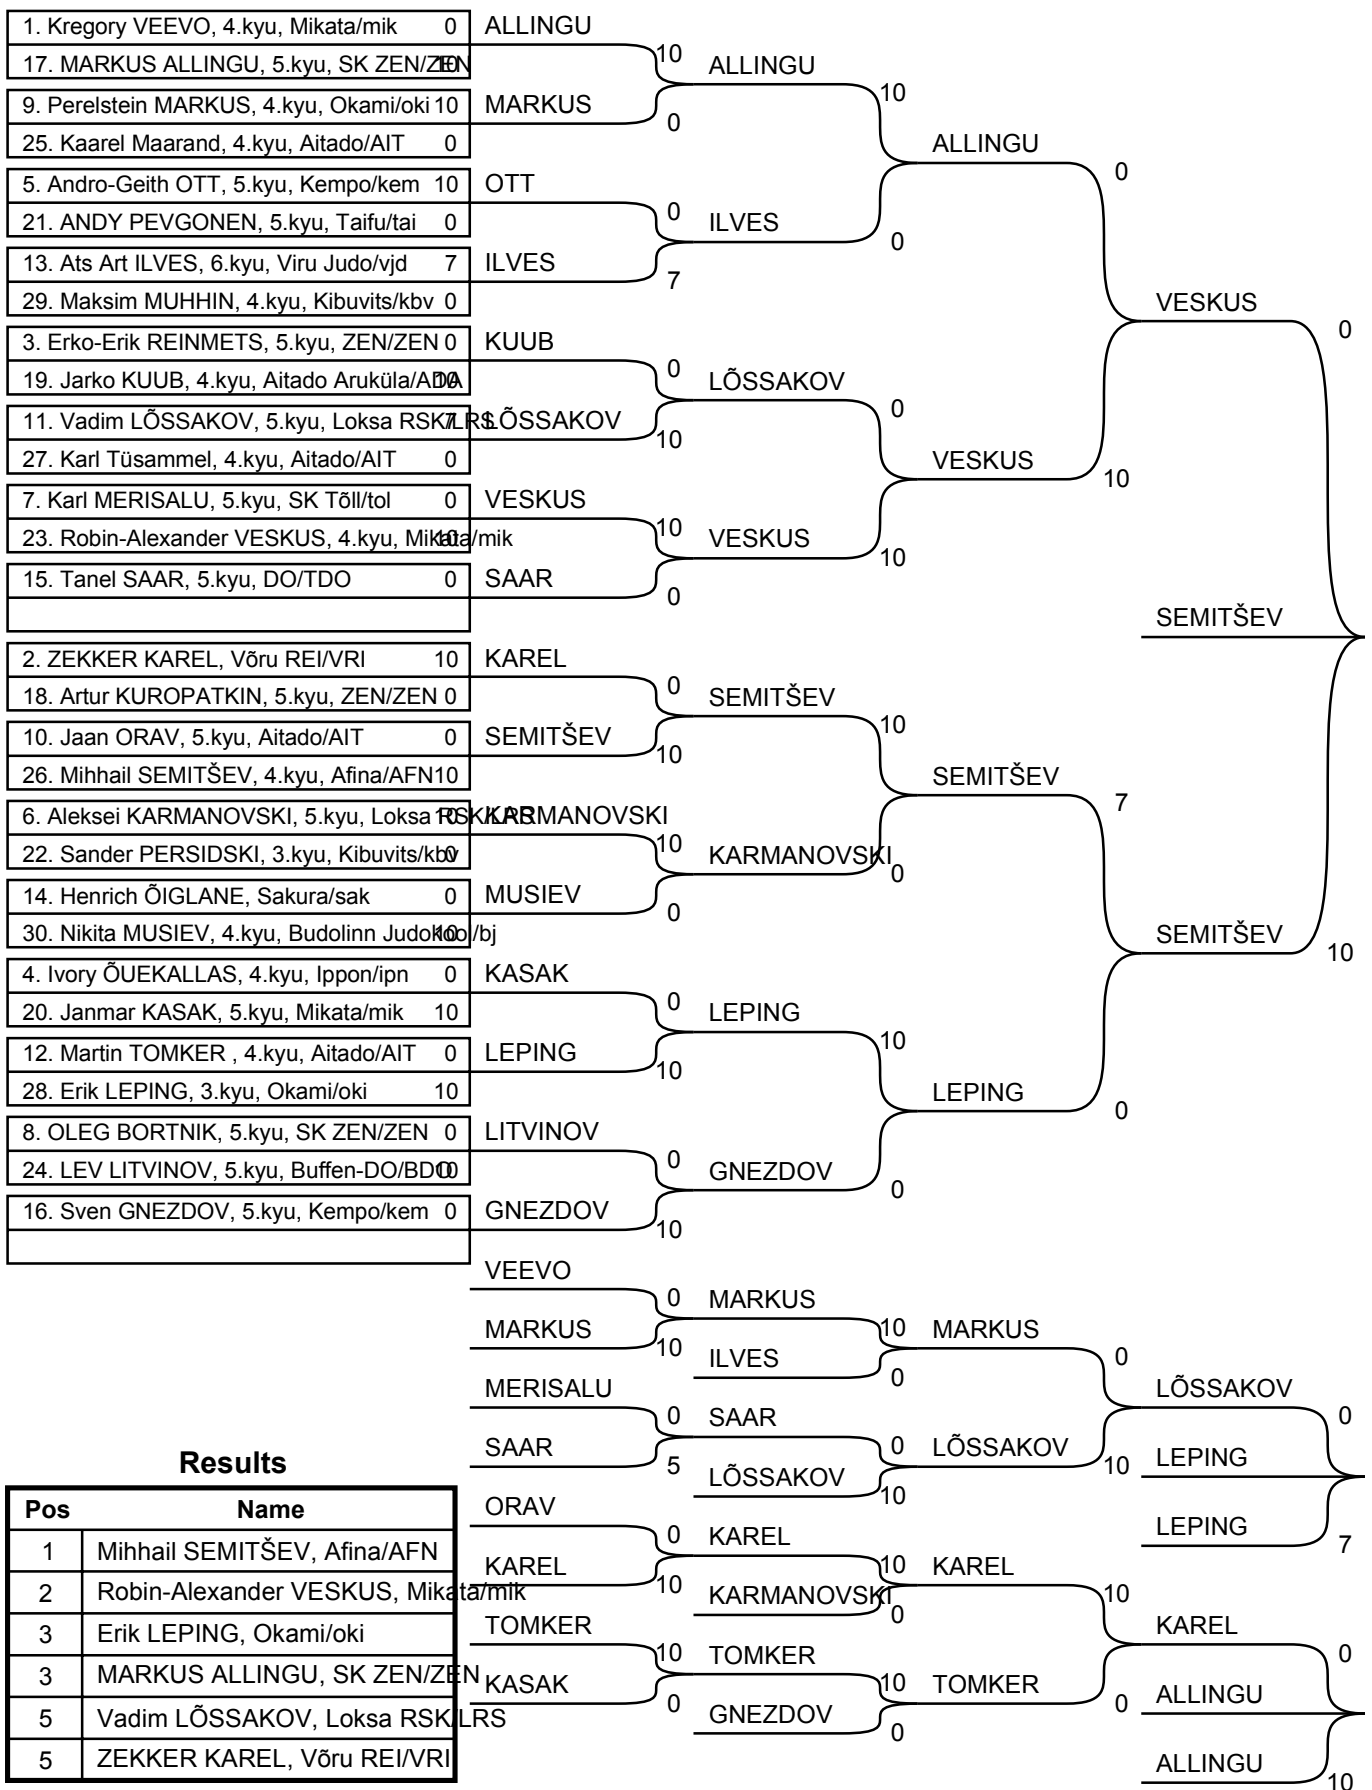 1. Kregory VEEVO, 4.kyu, Mikata/mik 0
17. MARKUS ALLINGU, 5.kyu, SK ZEN/ZEN 10
9. Perelstein MARKUS, 4.kyu, Okami/oki 10
25. Kaarel Maarand, 4.kyu, Aitado/AIT 0
5. Andro-Geith OTT, 5.kyu, Kempo/kem 10
21. ANDY PEVGONEN, 5.kyu, Taifu/tai 0
13. Ats Art ILVES, 6.kyu, Viru Judo/vjd 7
29. Maksim MUHHIN, 4.kyu, Kibuvits/kbv 0
3. Erko-Erik REINMETS, 5.kyu, ZEN/ZEN 0
19. Jarko KUUB, 4.kyu, Aitado Aruküla/ADA 10
11. Vadim LÕSSAKOV, 5.kyu, Loksa RSK/LRS 7
27. Karl Tüsammel, 4.kyu, Aitado/AIT 0
7. Karl MERISALU, 5.kyu, SK Tõll/tol 0
23. Robin-Alexander VESKUS, 4.kyu, Mikata/mik 10
15. Tanel SAAR, 5.kyu, DO/TDO 0
2. ZEKKER KAREL, Võru REI/VRI 10
18. Artur KUROPATKIN, 5.kyu, ZEN/ZEN 0
10. Jaan ORAV, 5.kyu, Aitado/AIT 0
26. Mihhail SEMITŠEV, 4.kyu, Afina/AFN 10
6. Aleksei KARMANOVSKI, 5.kyu, Loksa RSK/LRS 10
22. Sander PERSIDSKI, 3.kyu, Kibuvits/kbv 0
14. Henrich ÕIGLANE, Sakura/sak 0
30. Nikita MUSIEV, 4.kyu, Budolinn Judokool/bj 10
4. Ivory ÕUEKALLAS, 4.kyu, Ippon/ipn 0
20. Janmar KASAK, 5.kyu, Mikata/mik 10
12. Martin TOMKER , 4.kyu, Aitado/AIT 0
28. Erik LEPING, 3.kyu, Okami/oki 10
8. OLEG BORTNIK, 5.kyu, SK ZEN/ZEN 0
24. LEV LITVINOV, 5.kyu, Buffen-DO/BDO 10
16. Sven GNEZDOV, 5.kyu, Kempo/kem 0
ALLINGU 10
MARKUS 0
OTT 0
ILVES 7
KUUB 0
LÕSSAKOV 10
VESKUS 10
SAAR 0
KAREL 0
SEMITŠEV 10
KARMANOVSKI 10
MUSIEV 0
KASAK 0
LEPING 10
LITVINOV 0
GNEZDOV 10
ALLINGU 10
ILVES 0
LÕSSAKOV 0
VESKUS 10
SEMITŠEV 10
KARMANOVSKI 0
LEPING 10
GNEZDOV 0
ALLINGU 0
VESKUS 10
SEMITŠEV 7
LEPING 0
VESKUS 0
SEMITŠEV 10
SEMITŠEV
VEEVO 0
MARKUS 10
MERISALU 0
SAAR 5
ORAV 0
KAREL 10
TOMKER 10
KASAK 0
MARKUS 10
ILVES 0
SAAR 0
LÕSSAKOV 10
KAREL 10
KARMANOVSKI 0
TOMKER 10
GNEZDOV 0
MARKUS 0
LÕSSAKOV 10
KAREL 10
TOMKER 0
LÕSSAKOV 0
LEPING
LEPING 7
KAREL 0
ALLINGU
ALLINGU 10
Results
Pos Name
1 Mihhail SEMITŠEV, Afina/AFN
2 Robin-Alexander VESKUS, Mikata/mik
3 Erik LEPING, Okami/oki
3 MARKUS ALLINGU, SK ZEN/ZEN
5 Vadim LÕSSAKOV, Loksa RSK/LRS
5 ZEKKER KAREL, Võru REI/VRI